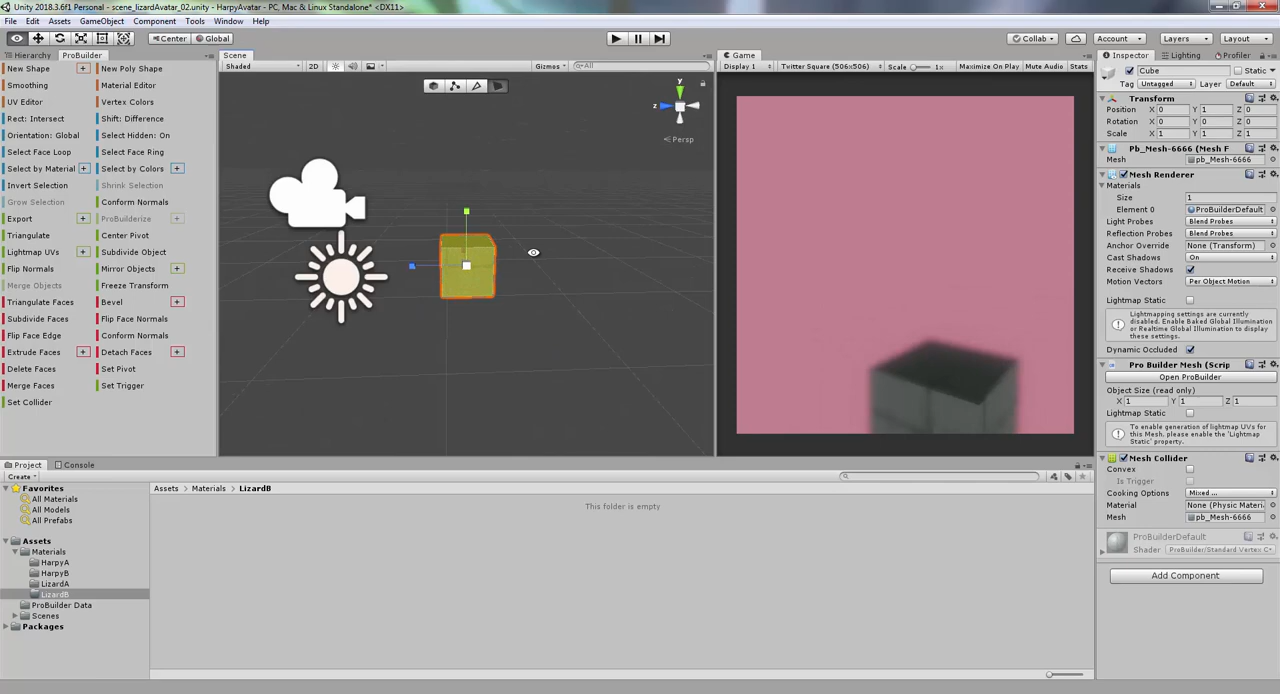 Unity 2018.3.6f1 Personal - scene_lizardAvatar_02.unity - HarpyAvatar - PC, Mac & Linux Standalone* <DX11>
File Edit Assets GameObject Component Tools Window Help
Center Global Collab Account Layers Layout
Hierarchy ProBuilder
New Shape + New Poly Shape
Smoothing Material Editor
UV Editor Vertex Colors
Rect: Intersect Shift: Difference
Orientation: Global Select Hidden: On
Select Face Loop Select Face Ring
Select by Material + Select by Colors +
Invert Selection Shrink Selection
Grow Selection Conform Normals
Export + ProBuilderize +
Triangulate Center Pivot
Lightmap UVs + Subdivide Object
Flip Normals Mirror Objects +
Merge Objects Freeze Transform
Triangulate Faces Bevel +
Subdivide Faces Flip Face Normals
Flip Face Edge Conform Normals
Extrude Faces + Detach Faces +
Delete Faces Set Pivot
Merge Faces Set Trigger
Set Collider
Scene
Shaded 2D Gizmos All
y
z
Persp
Game
Display 1 Twitter Square (506x506) Scale 1x Maximize On Play Mute Audio Stats
Inspector Lighting Profiler
Cube Static
Tag Untagged Layer Default
Transform
Position X 0 Y 1 Z 0
Rotation X 0 Y 0 Z 0
Scale X 1 Y 1 Z 1
Pb_Mesh-6666 (Mesh F
Mesh pb_Mesh-6666
Mesh Renderer
Materials
Size 1
Element 0 ProBuilderDefault
Light Probes Blend Probes
Reflection Probes Blend Probes
Anchor Override None (Transform)
Cast Shadows On
Receive Shadows
Motion Vectors Per Object Motion
Lightmap Static
Lightmapping settings are currently
disabled. Enable Baked Global Illumination
or Realtime Global Illumination to display
these settings.
Dynamic Occluded
Pro Builder Mesh (Scrip
Open ProBuilder
Object Size (read only)
X 1 Y 1 Z 1
Lightmap Static
To enable generation of lightmap UVs for
this Mesh, please enable the 'Lightmap
Static' property.
Mesh Collider
Convex
Is Trigger
Cooking Options Mixed ...
Material None (Physic Materi
Mesh pb_Mesh-6666
ProBuilderDefault
Shader ProBuilder/Standard Vertex C
Add Component
Project Console
Create
Favorites
All Materials
All Models
All Prefabs
Assets
Materials
HarpyA
HarpyB
LizardA
LizardB
ProBuilder Data
Scenes
Packages
Assets > Materials > LizardB
This folder is empty